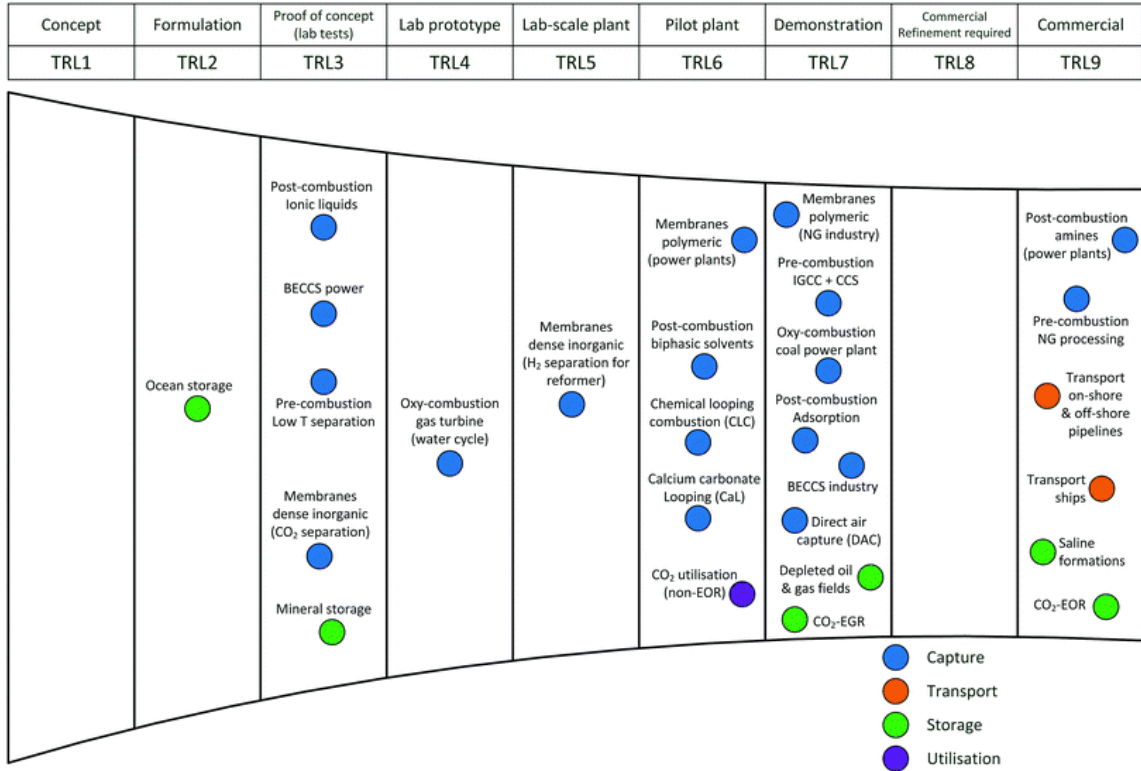 Concept
Formulation
Proof of concept
(lab tests)
Lab prototype
Lab-scale plant
Pilot plant
Demonstration
Commercial
Refinement required
Commercial
TRL1
TRL2
TRL3
TRL4
TRL5
TRL6
TRL7
TRL8
TRL9
Ocean storage
Post-combustion
Ionic liquids
BECCS power
Pre-combustion
Low T separation
Membranes
dense inorganic
(CO₂ separation)
Mineral storage
Oxy-combustion
gas turbine
(water cycle)
Membranes
dense inorganic
(H₂ separation for
reformer)
Membranes
polymeric
(power plants)
Post-combustion
biphasic solvents
Chemical looping
combustion (CLC)
Calcium carbonate
Looping (CaL)
CO₂ utilisation
(non-EOR)
Membranes
polymeric
(NG industry)
Pre-combustion
IGCC + CCS
Oxy-combustion
coal power plant
Post-combustion
Adsorption
BECCS industry
Direct air
capture (DAC)
Depleted oil
& gas fields
CO₂-EGR
Post-combustion
amines
(power plants)
Pre-combustion
NG processing
Transport
on-shore
& off-shore
pipelines
Transport
ships
Saline
formations
CO₂-EOR
Capture
Transport
Storage
Utilisation